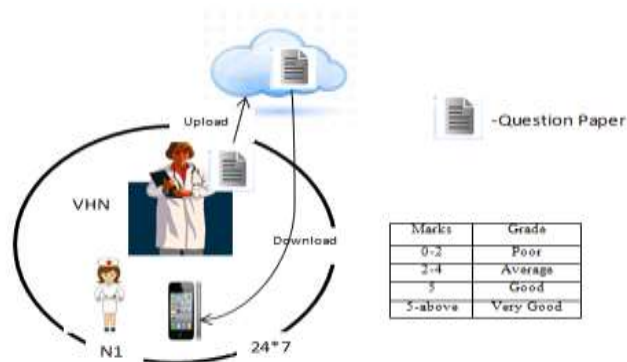 Upload
-Question Paper
VHN
Download
Marks Grade
0-2 Poor
2-4 Average
5 Good
5-above Very Good
N1
24*7